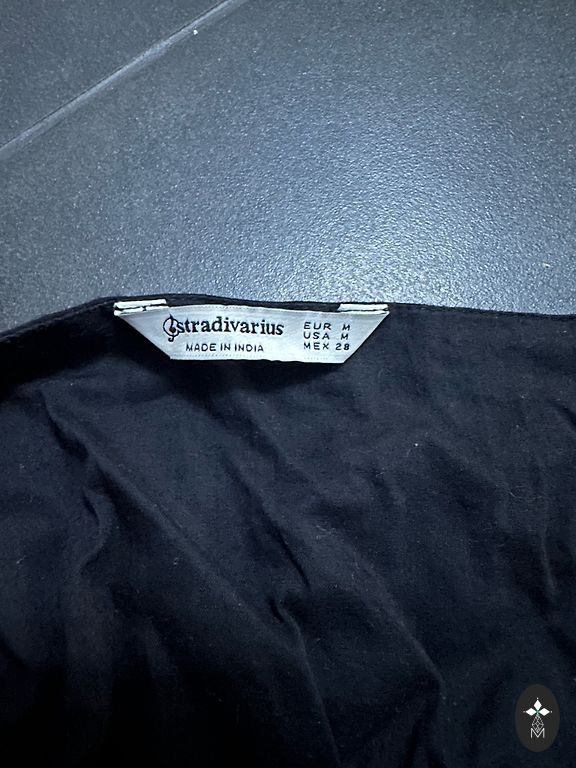 stradivarius
MADE IN INDIA
EUR M
USA M
MEX 28
M